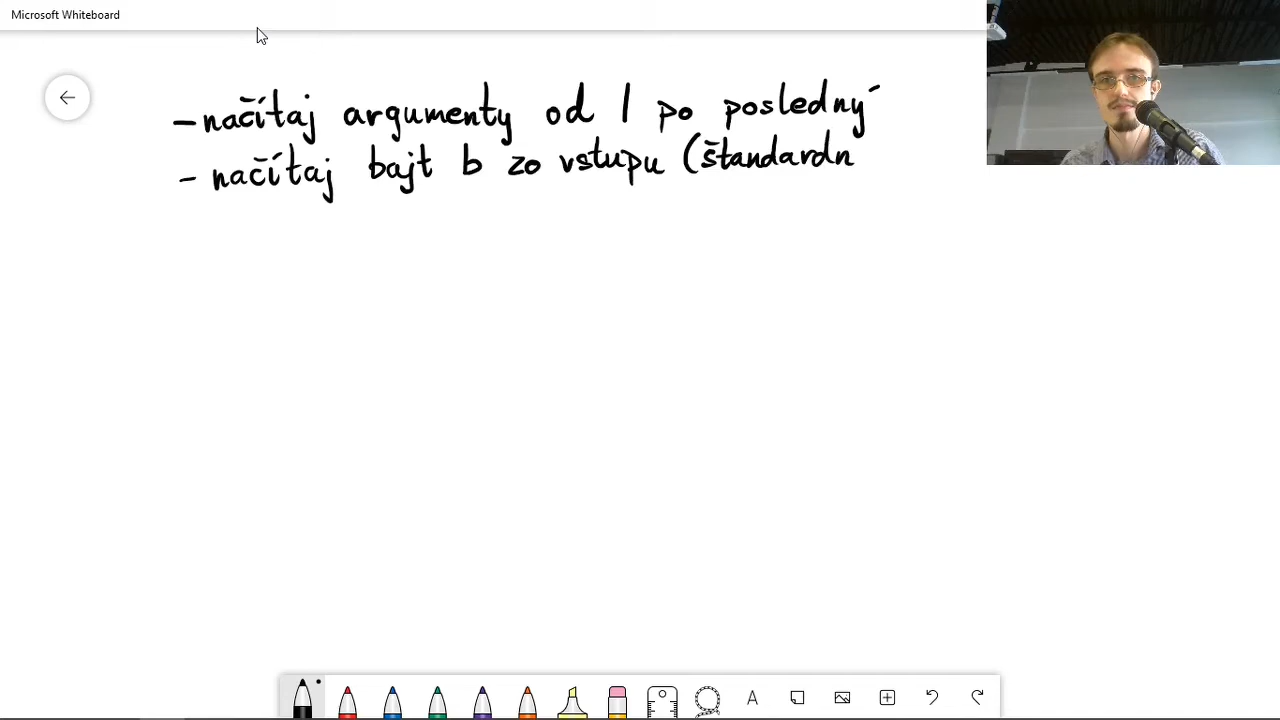 Microsoft Whiteboard
- načítaj argumenty od 1 po posledný
- načítaj bajt b zo vstupu (štandardn
A